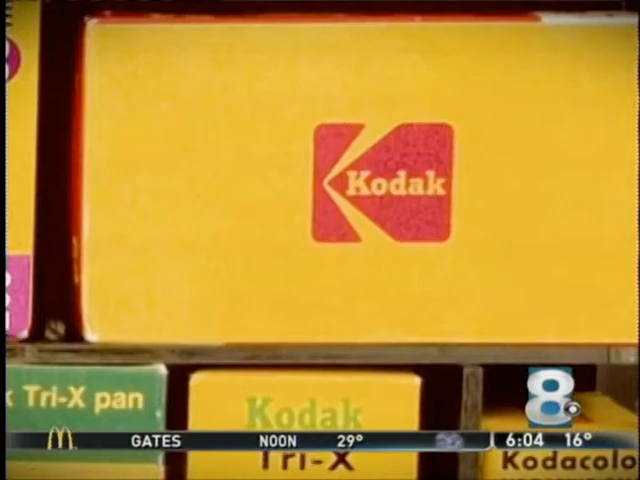 Kodak
Tri-X pan
Kodak
Tri-X
8
GATES NOON 29° 6:04 16°
Kodacolo